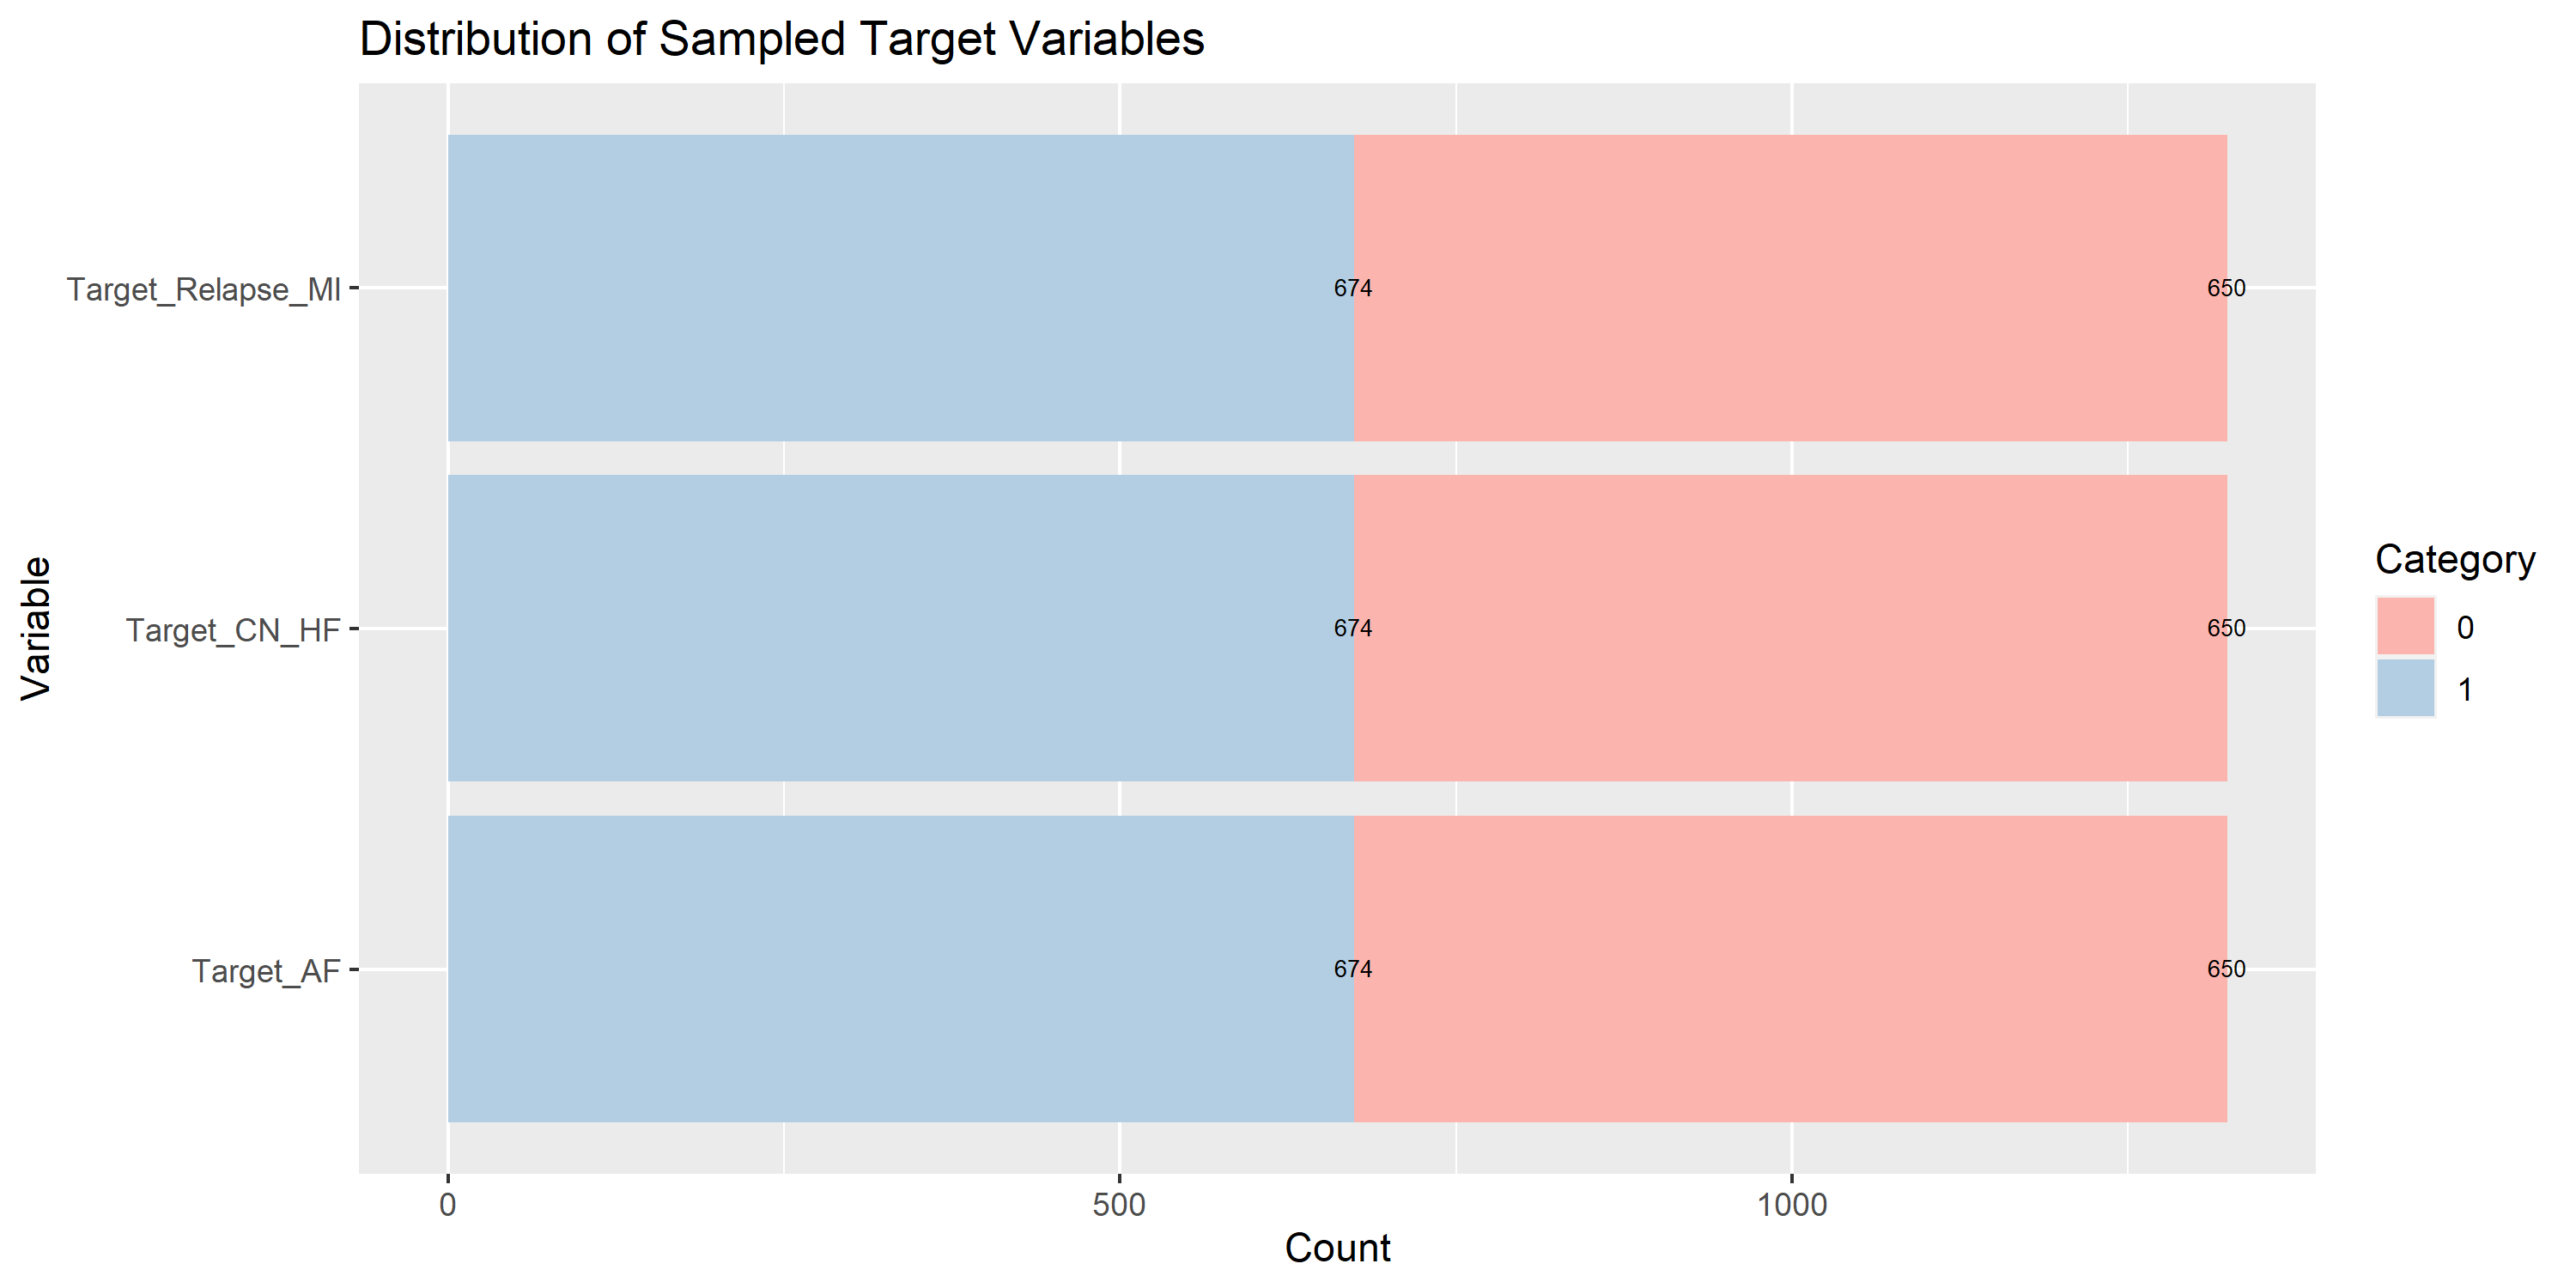 Distribution of Sampled Target Variables
Target_Relapse_MI
674
650
Target_CN_HF
674
650
Target_AF
674
650
0
500
1000
Count
Variable
Category
0
1